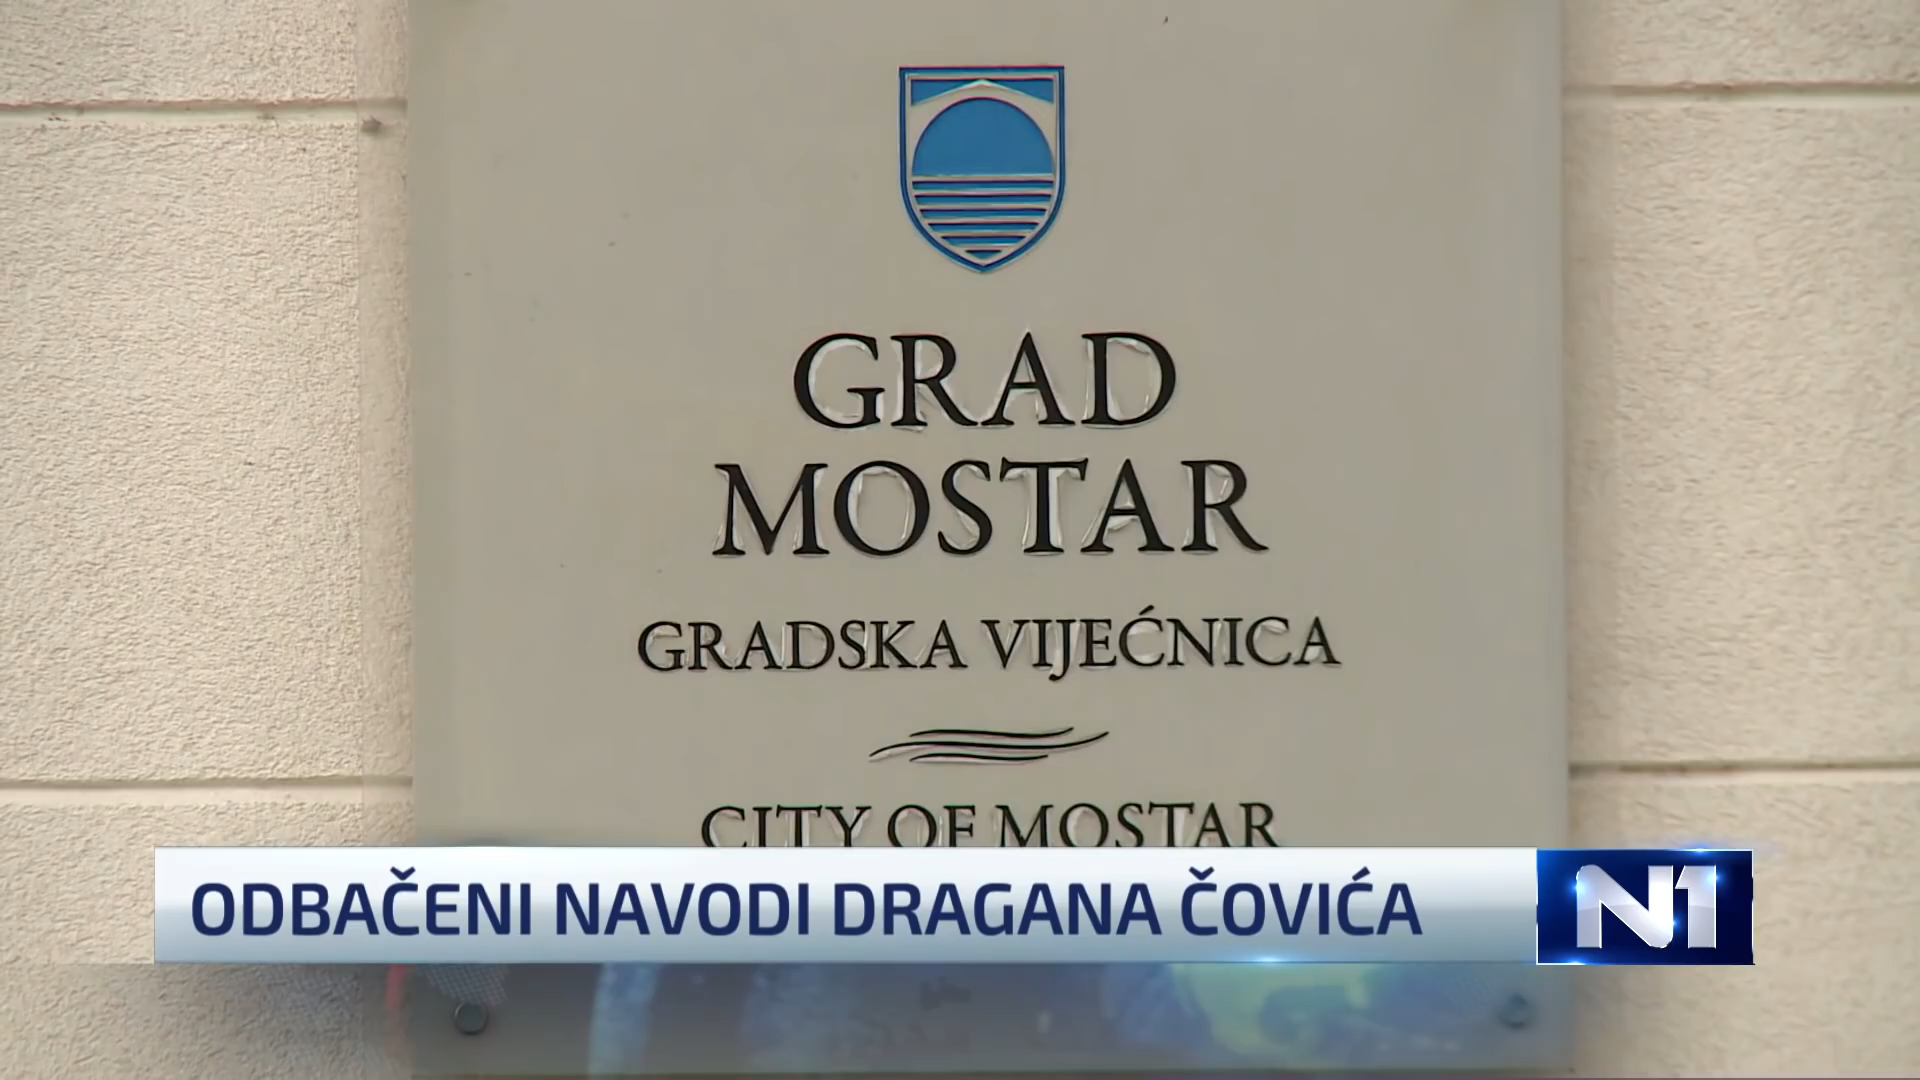 GRAD
MOSTAR
GRADSKA VIJEĆNICA
CITY OF MOSTAR
ODBAČENI NAVODI DRAGANA ČOVIĆA
N1